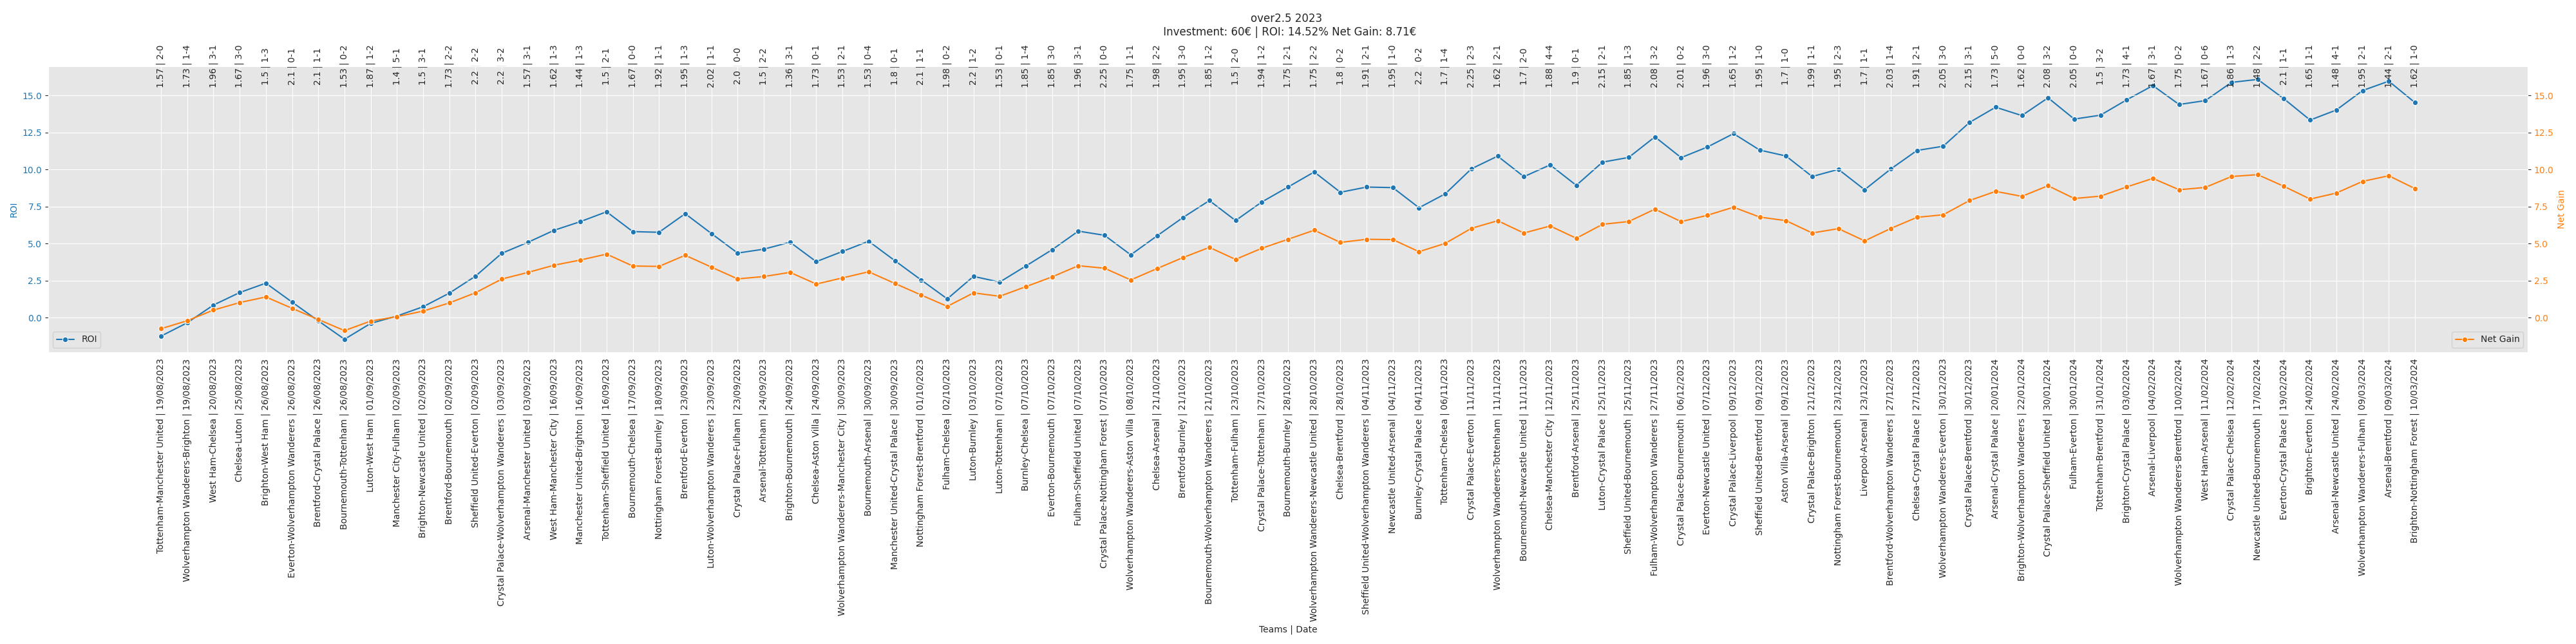 over2.5 2023
Investment: 60€ | ROI: 14.52% Net Gain: 8.71€
1.57 | 2-0
1.73 | 1-4
1.96 | 3-1
1.67 | 3-0
1.5 | 1-3
2.1 | 0-1
2.1 | 1-1
1.53 | 0-2
1.87 | 1-2
1.4 | 5-1
1.5 | 3-1
1.73 | 2-2
2.2 | 2-2
2.2 | 3-2
1.57 | 3-1
1.62 | 1-3
1.44 | 1-3
1.5 | 2-1
1.67 | 0-0
1.92 | 1-1
1.95 | 1-3
2.02 | 1-1
2.0 | 0-0
1.5 | 2-2
1.36 | 3-1
1.73 | 0-1
1.53 | 2-1
1.53 | 0-4
1.8 | 0-1
2.1 | 1-1
1.98 | 0-2
2.2 | 1-2
1.53 | 0-1
1.85 | 1-4
1.85 | 3-0
1.96 | 3-1
2.25 | 0-0
1.75 | 1-1
1.98 | 2-2
1.95 | 3-0
1.85 | 1-2
1.5 | 2-0
1.94 | 1-2
1.75 | 2-1
1.75 | 2-2
1.8 | 0-2
1.91 | 2-1
1.95 | 1-0
2.2 | 0-2
1.7 | 1-4
2.25 | 2-3
1.62 | 2-1
1.7 | 2-0
1.88 | 4-4
1.9 | 0-1
2.15 | 2-1
1.85 | 1-3
2.08 | 3-2
2.01 | 0-2
1.96 | 3-0
1.65 | 1-2
1.95 | 1-0
1.7 | 1-0
1.99 | 1-1
1.95 | 2-3
1.7 | 1-1
2.03 | 1-4
1.91 | 2-1
2.05 | 3-0
2.15 | 3-1
1.73 | 5-0
1.62 | 0-0
2.08 | 3-2
2.05 | 0-0
1.5 | 3-2
1.73 | 4-1
1.67 | 3-1
1.75 | 0-2
1.67 | 0-6
1.86 | 1-3
1.48 | 2-2
2.1 | 1-1
1.65 | 1-1
1.48 | 4-1
1.95 | 2-1
1.44 | 2-1
1.62 | 1-0
15.0
12.5
10.0
7.5
5.0
2.5
0.0
ROI
15.0
12.5
10.0
7.5
5.0
2.5
0.0
Net Gain
ROI
Net Gain
Tottenham-Manchester United | 19/08/2023
Wolverhampton Wanderers-Brighton | 19/08/2023
West Ham-Chelsea | 20/08/2023
Chelsea-Luton | 25/08/2023
Brighton-West Ham | 26/08/2023
Everton-Wolverhampton Wanderers | 26/08/2023
Brentford-Crystal Palace | 26/08/2023
Bournemouth-Tottenham | 26/08/2023
Luton-West Ham | 01/09/2023
Manchester City-Fulham | 02/09/2023
Brighton-Newcastle United | 02/09/2023
Brentford-Bournemouth | 02/09/2023
Sheffield United-Everton | 02/09/2023
Crystal Palace-Wolverhampton Wanderers | 03/09/2023
Arsenal-Manchester United | 03/09/2023
West Ham-Manchester City | 16/09/2023
Manchester United-Brighton | 16/09/2023
Tottenham-Sheffield United | 16/09/2023
Bournemouth-Chelsea | 17/09/2023
Nottingham Forest-Burnley | 18/09/2023
Brentford-Everton | 23/09/2023
Luton-Wolverhampton Wanderers | 23/09/2023
Crystal Palace-Fulham | 23/09/2023
Arsenal-Tottenham | 24/09/2023
Brighton-Bournemouth | 24/09/2023
Chelsea-Aston Villa | 24/09/2023
Wolverhampton Wanderers-Manchester City | 30/09/2023
Bournemouth-Arsenal | 30/09/2023
Manchester United-Crystal Palace | 30/09/2023
Nottingham Forest-Brentford | 01/10/2023
Fulham-Chelsea | 02/10/2023
Luton-Burnley | 03/10/2023
Luton-Tottenham | 07/10/2023
Burnley-Chelsea | 07/10/2023
Everton-Bournemouth | 07/10/2023
Fulham-Sheffield United | 07/10/2023
Crystal Palace-Nottingham Forest | 07/10/2023
Wolverhampton Wanderers-Aston Villa | 08/10/2023
Chelsea-Arsenal | 21/10/2023
Brentford-Burnley | 21/10/2023
Bournemouth-Wolverhampton Wanderers | 21/10/2023
Tottenham-Fulham | 23/10/2023
Crystal Palace-Tottenham | 27/10/2023
Bournemouth-Burnley | 28/10/2023
Wolverhampton Wanderers-Newcastle United | 28/10/2023
Chelsea-Brentford | 28/10/2023
Sheffield United-Wolverhampton Wanderers | 04/11/2023
Newcastle United-Arsenal | 04/11/2023
Burnley-Crystal Palace | 04/11/2023
Tottenham-Chelsea | 06/11/2023
Crystal Palace-Everton | 11/11/2023
Wolverhampton Wanderers-Tottenham | 11/11/2023
Bournemouth-Newcastle United | 11/11/2023
Chelsea-Manchester City | 12/11/2023
Brentford-Arsenal | 25/11/2023
Luton-Crystal Palace | 25/11/2023
Sheffield United-Bournemouth | 25/11/2023
Fulham-Wolverhampton Wanderers | 27/11/2023
Crystal Palace-Bournemouth | 06/12/2023
Everton-Newcastle United | 07/12/2023
Crystal Palace-Liverpool | 09/12/2023
Sheffield United-Brentford | 09/12/2023
Aston Villa-Arsenal | 09/12/2023
Crystal Palace-Brighton | 21/12/2023
Nottingham Forest-Bournemouth | 23/12/2023
Liverpool-Arsenal | 23/12/2023
Brentford-Wolverhampton Wanderers | 27/12/2023
Chelsea-Crystal Palace | 27/12/2023
Wolverhampton Wanderers-Everton | 30/12/2023
Crystal Palace-Brentford | 30/12/2023
Arsenal-Crystal Palace | 20/01/2024
Brighton-Wolverhampton Wanderers | 22/01/2024
Crystal Palace-Sheffield United | 30/01/2024
Fulham-Everton | 30/01/2024
Tottenham-Brentford | 31/01/2024
Brighton-Crystal Palace | 03/02/2024
Arsenal-Liverpool | 04/02/2024
Wolverhampton Wanderers-Brentford | 10/02/2024
West Ham-Arsenal | 11/02/2024
Crystal Palace-Chelsea | 12/02/2024
Newcastle United-Bournemouth | 17/02/2024
Everton-Crystal Palace | 19/02/2024
Brighton-Everton | 24/02/2024
Arsenal-Newcastle United | 24/02/2024
Wolverhampton Wanderers-Fulham | 09/03/2024
Arsenal-Brentford | 09/03/2024
Brighton-Nottingham Forest | 10/03/2024
Teams | Date